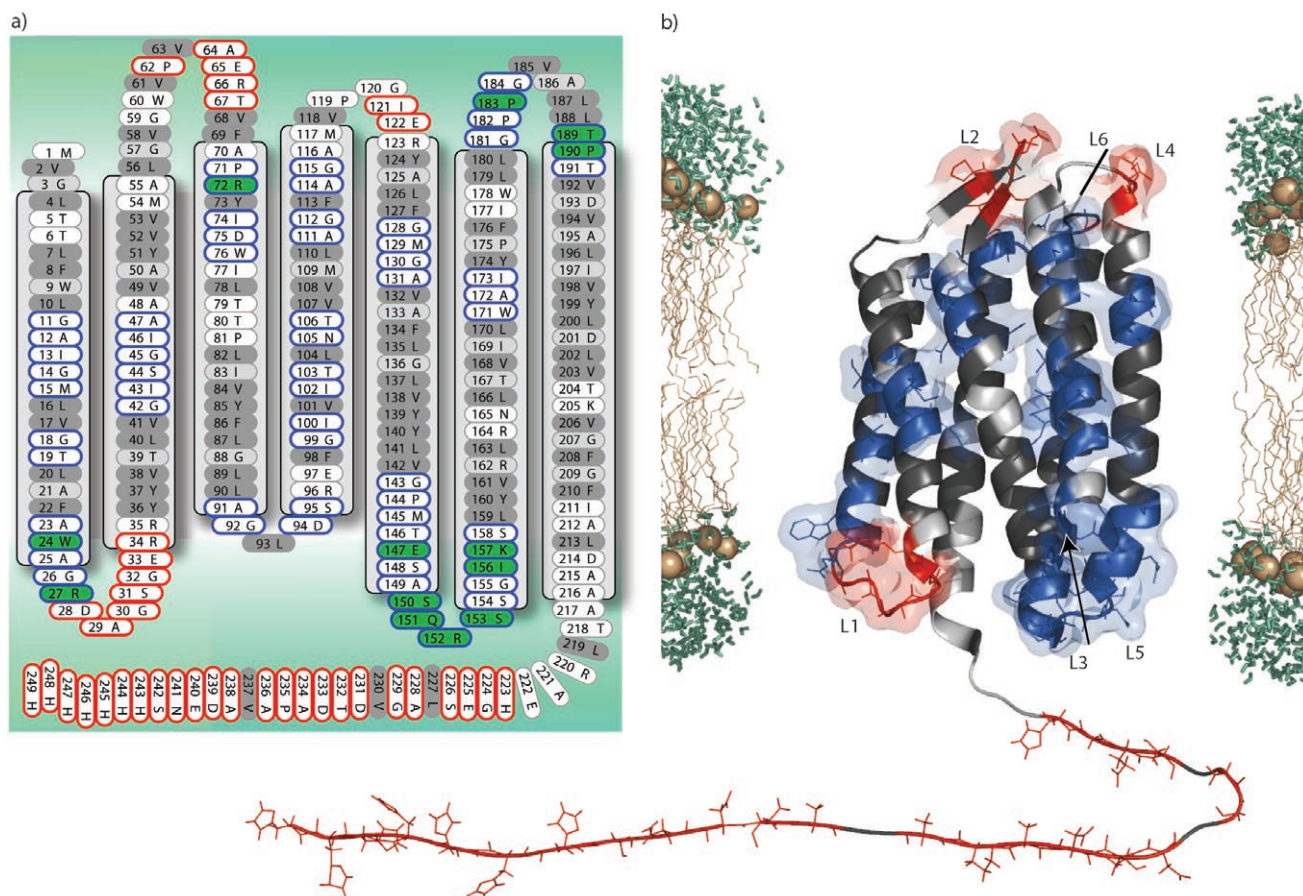 a)
1 M
2 V
3 G
4 L
5 T
6 T
7 L
8 F
9 W
10 L
11 G
12 A
13 I
14 G
15 M
16 L
17 V
18 G
19 T
20 L
21 A
22 F
23 A
24 W
25 A
26 G
27 R
28 D
29 A
30 G
31 S
32 G
33 E
34 R
35 R
36 Y
37 Y
38 V
39 T
40 L
41 V
42 G
43 I
44 S
45 G
46 I
47 A
48 A
49 V
50 A
51 Y
52 V
53 V
54 M
55 A
56 L
57 G
58 V
59 G
60 W
61 V
62 P
63 V
64 A
65 E
66 R
67 T
68 V
69 F
70 A
71 P
72 R
73 Y
74 I
75 D
76 W
77 I
78 L
79 T
80 T
81 P
82 L
83 I
84 V
85 Y
86 F
87 L
88 G
89 L
90 L
91 A
92 G
93 L
94 D
95 S
96 R
97 E
98 F
99 G
100 I
101 V
102 I
103 T
104 L
105 N
106 T
107 V
108 V
109 M
110 L
111 A
112 G
113 F
114 A
115 G
116 A
117 M
118 V
119 P
120 G
121 I
122 E
123 R
124 Y
125 A
126 L
127 F
128 G
129 M
130 G
131 A
132 V
133 A
134 F
135 L
136 G
137 L
138 V
139 Y
140 Y
141 L
142 V
143 G
144 P
145 M
146 T
147 E
148 S
149 A
150 S
151 Q
152 R
153 S
154 S
155 G
156 I
157 K
158 S
159 L
160 Y
161 V
162 R
163 L
164 R
165 N
166 L
167 T
168 V
169 I
170 L
171 W
172 A
173 I
174 Y
175 P
176 F
177 I
178 W
179 L
180 L
181 G
182 P
183 P
184 G
185 V
186 A
187 L
188 L
189 T
190 P
191 T
192 V
193 D
194 V
195 A
196 L
197 I
198 V
199 Y
200 L
201 D
202 L
203 V
204 T
205 K
206 V
207 G
208 F
209 G
210 F
211 I
212 A
213 L
214 D
215 A
216 A
217 A
218 T
219 L
220 R
221 A
222 E
223 H
224 G
225 E
226 S
227 L
228 A
229 G
230 V
231 D
232 T
233 D
234 A
235 P
236 A
237 V
238 A
239 D
240 E
241 N
242 S
243 H
244 H
245 H
246 H
247 H
248 H
249 H
b)
L2
L6
L4
L1
L3
L5